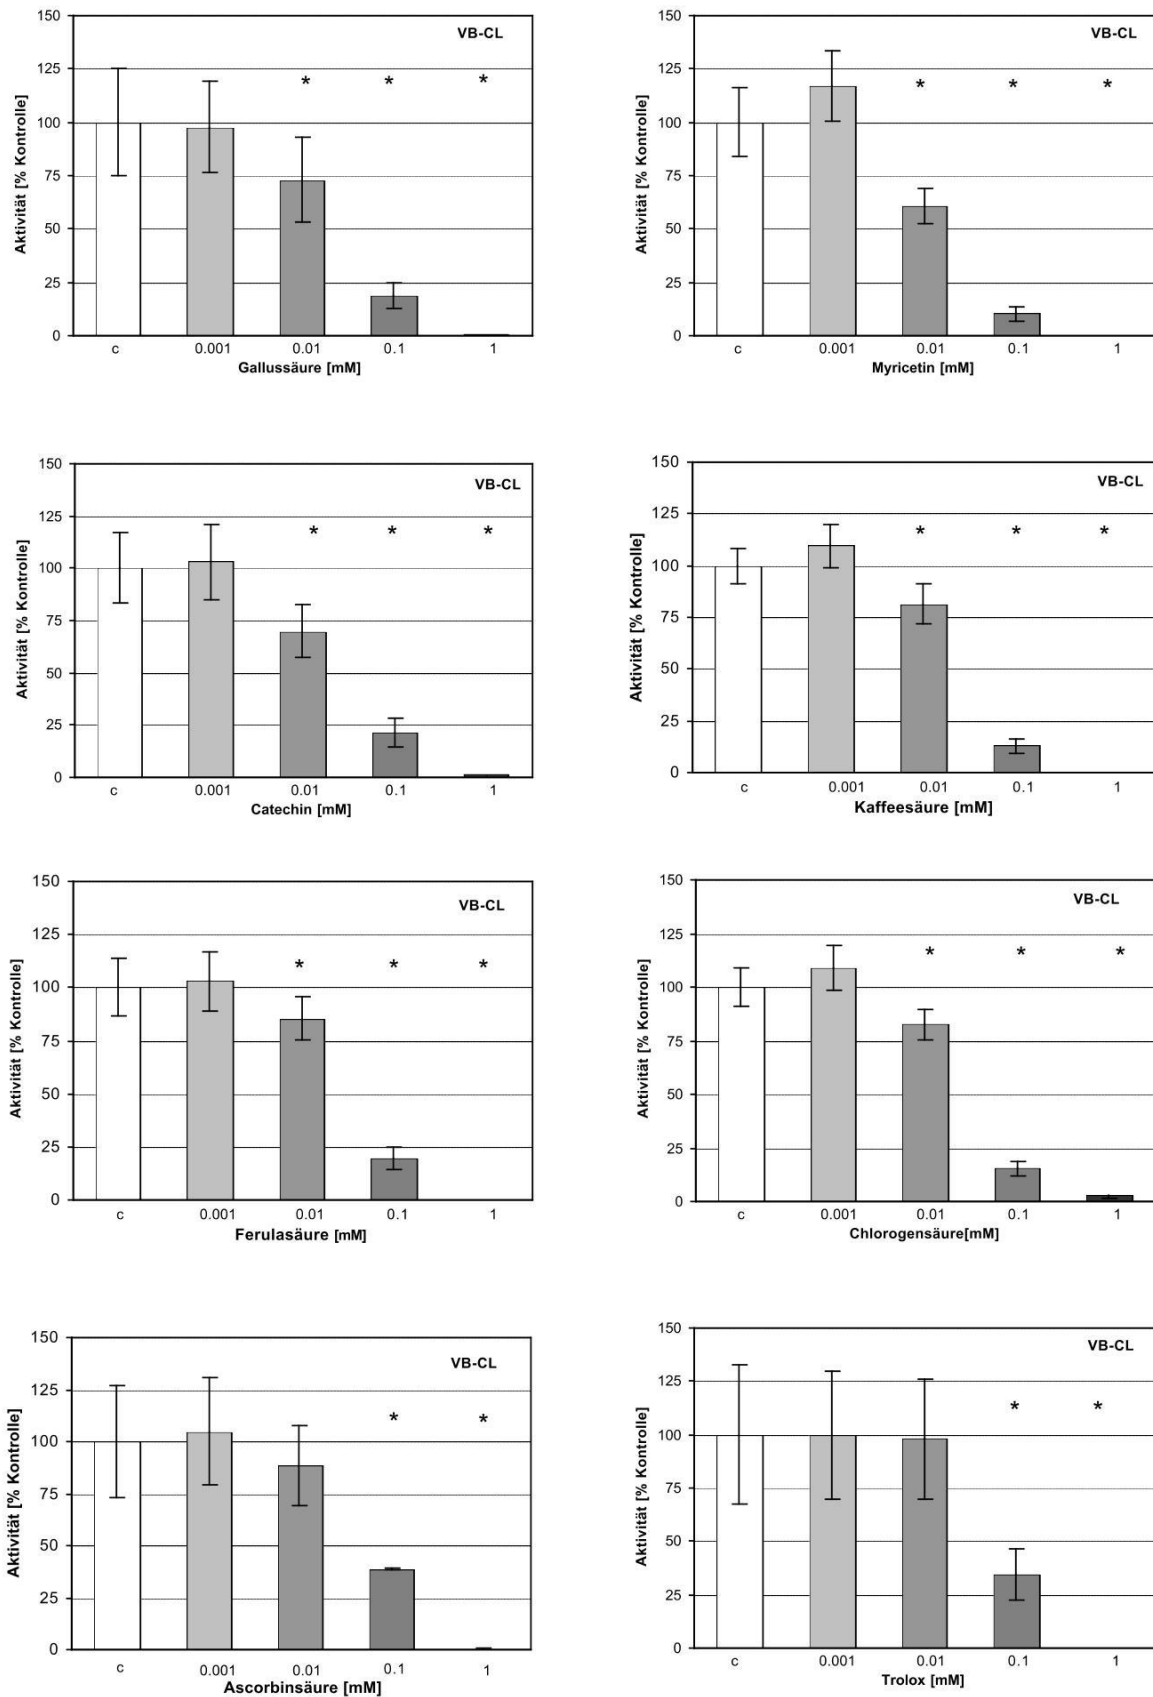 150
VB-CL
125
* * *
100
75
50
25
0
Aktivität [% Kontrolle]
c 0.001 0.01 0.1 1
Gallussäure [mM]
150
VB-CL
125
* * *
100
75
50
25
0
Aktivität [% Kontrolle]
c 0.001 0.01 0.1 1
Myricetin [mM]
150
VB-CL
125
* * *
100
75
50
25
0
Aktivität [% Kontrolle]
c 0.001 0.01 0.1 1
Catechin [mM]
150
VB-CL
125
* * *
100
75
50
25
0
Aktivität [% Kontrolle]
c 0.001 0.01 0.1 1
Kaffeesäure [mM]
150
VB-CL
125
* * *
100
75
50
25
0
Aktivität [% Kontrolle]
c 0.001 0.01 0.1 1
Ferulasäure [mM]
150
VB-CL
125
* * *
100
75
50
25
0
Aktivität [% Kontrolle]
c 0.001 0.01 0.1 1
Chlorogensäure[mM]
150
VB-CL
125
* *
100
75
50
25
0
Aktivität [% Kontrolle]
c 0.001 0.01 0.1 1
Ascorbinsäure [mM]
150
VB-CL
125
* *
100
75
50
25
0
Aktivität [% Kontrolle]
c 0.001 0.01 0.1 1
Trolox [mM]